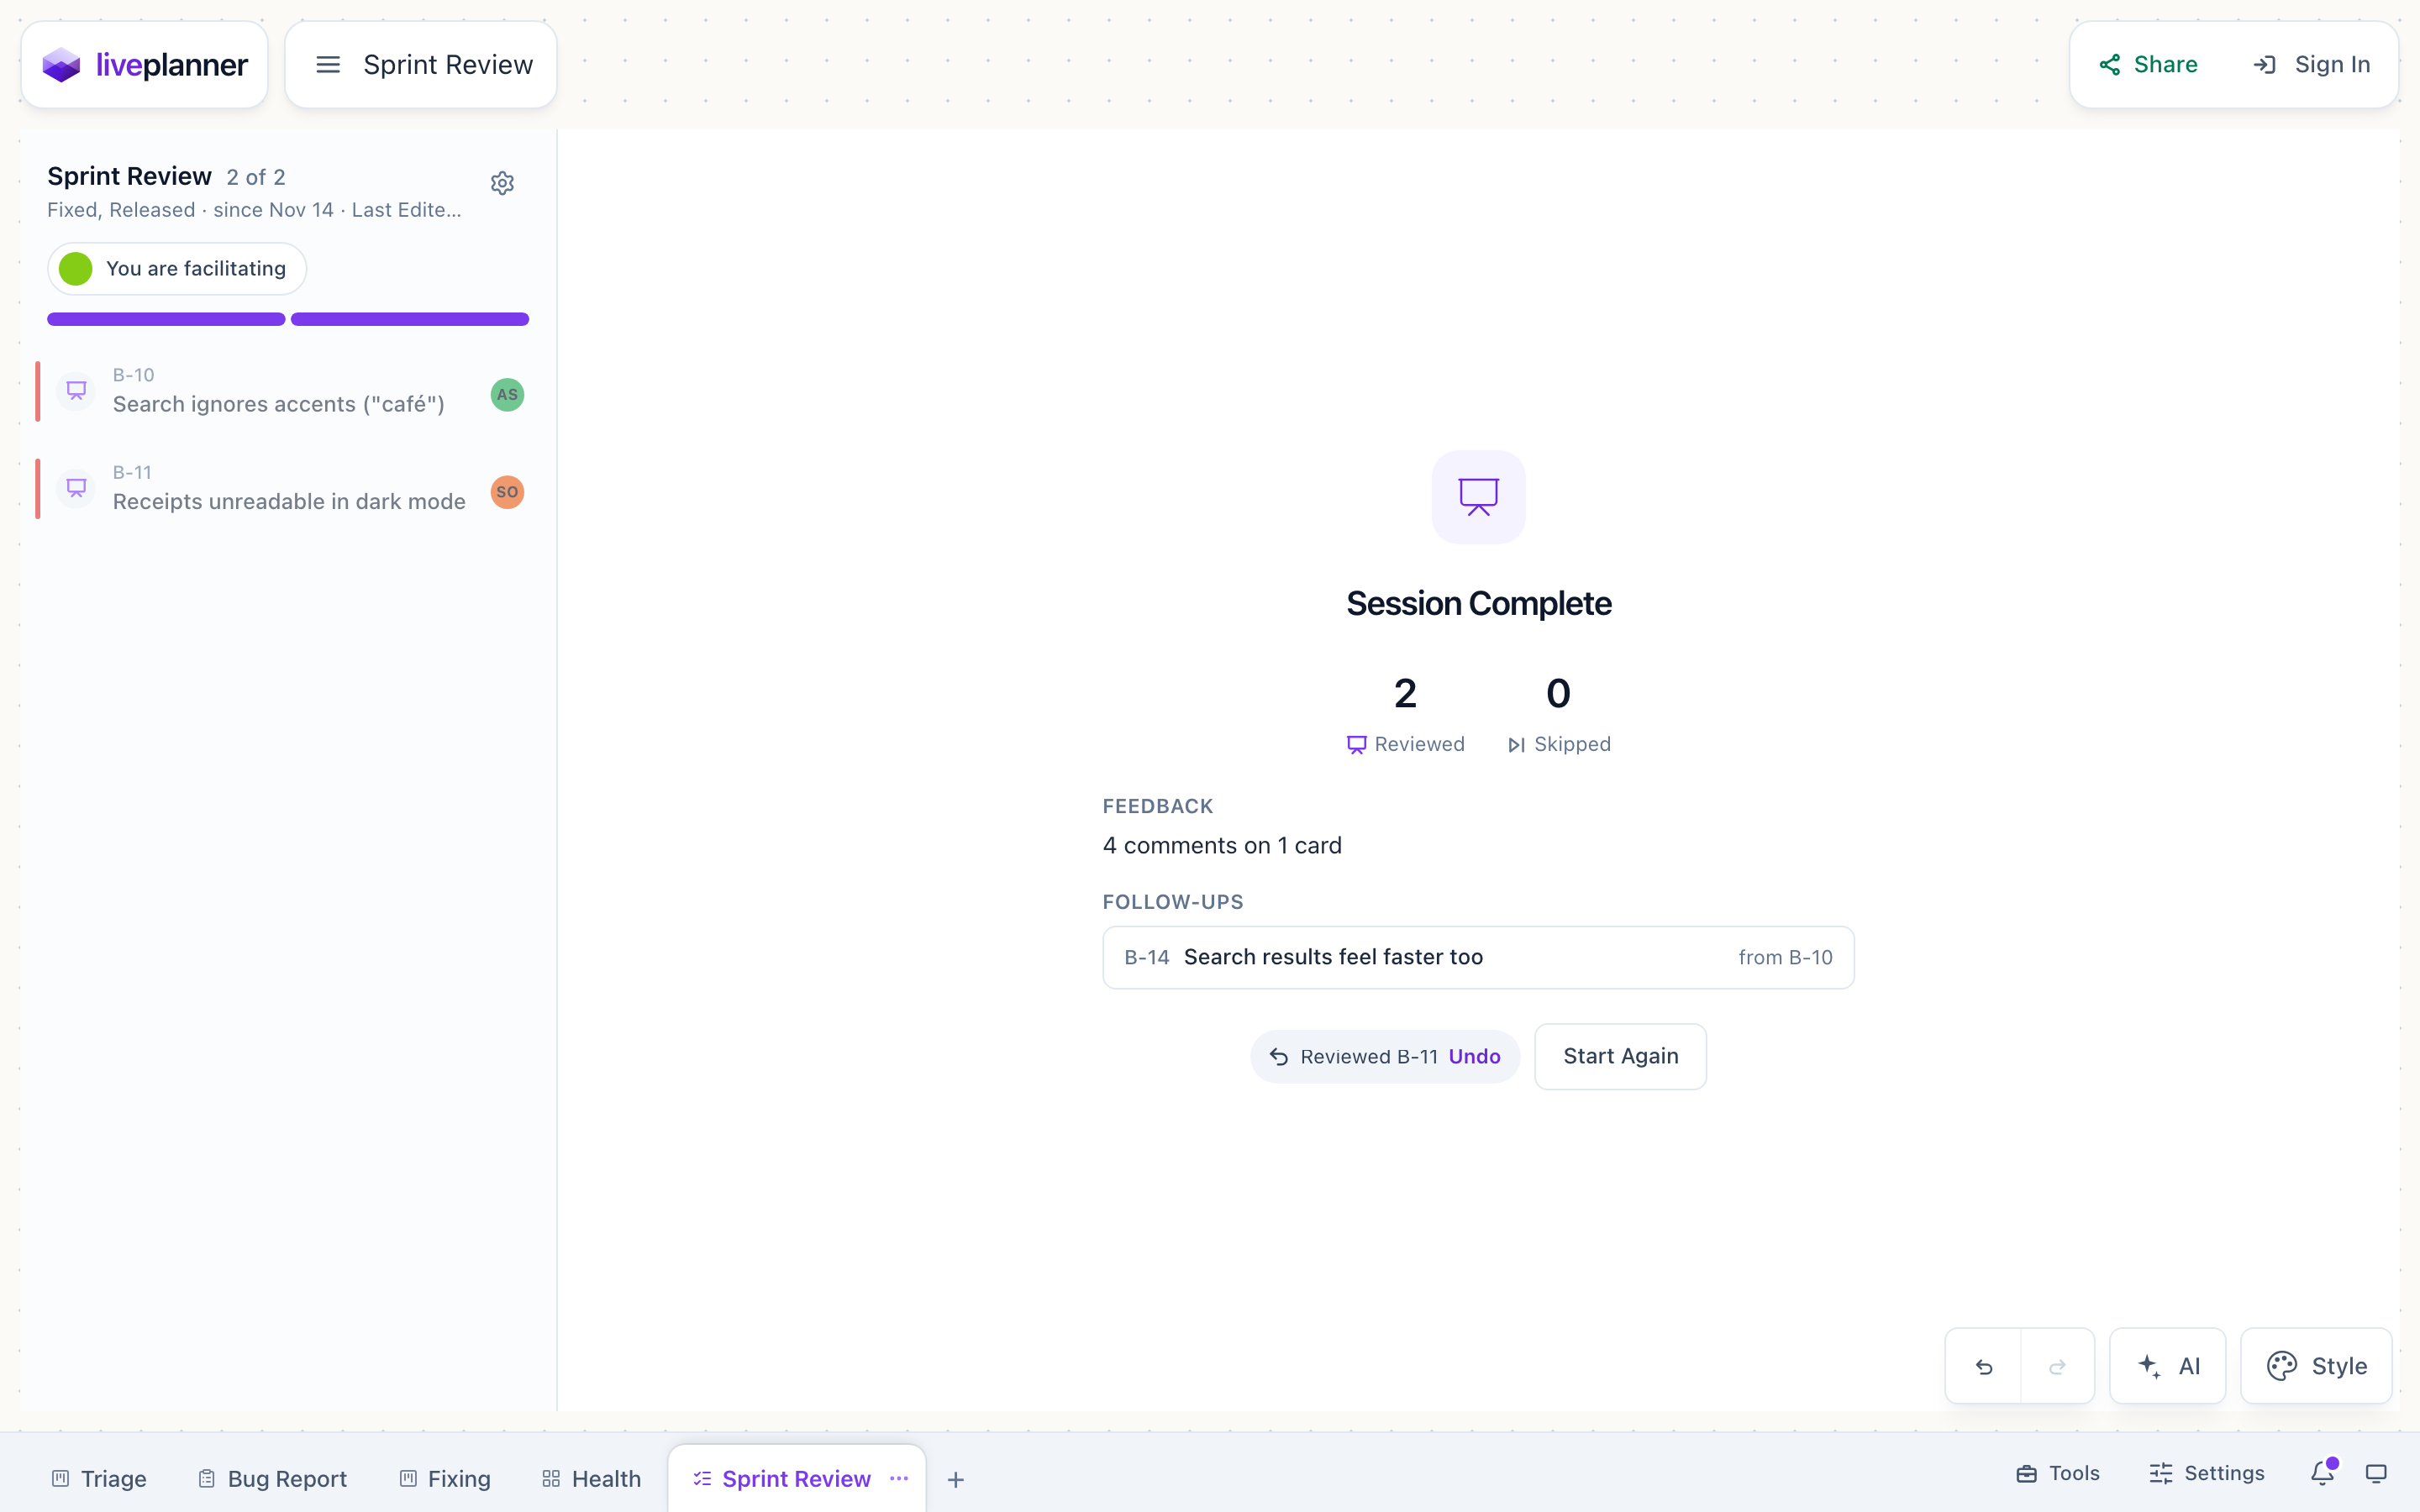 liveplanner
Sprint Review
Share
Sign In
Sprint Review 2 of 2
Fixed, Released · since Nov 14 · Last Edite...
You are facilitating
B-10
Search ignores accents ("café")
AS
B-11
Receipts unreadable in dark mode
SO
Session Complete
2 0
Reviewed Skipped
FEEDBACK
4 comments on 1 card
FOLLOW-UPS
B-14 Search results feel faster too from B-10
Reviewed B-11 Undo
Start Again
AI
Style
Triage
Bug Report
Fixing
Health
Sprint Review
Tools
Settings